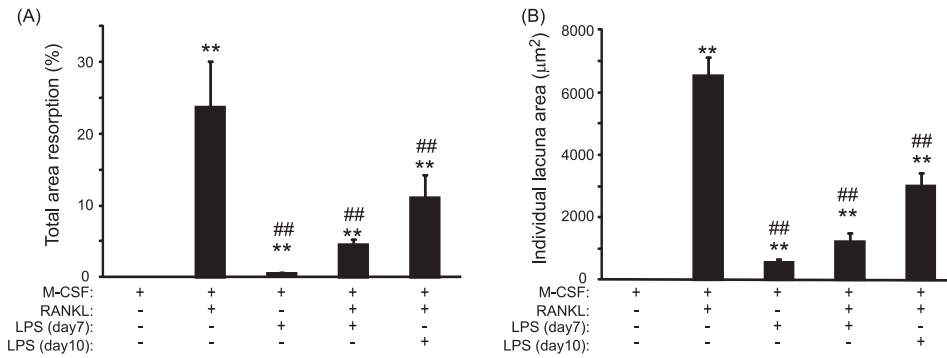 (A)
Total area resorption (%)
30
20
10
0
**
##
**
##
**
##
**
M-CSF: + + + + +
RANKL: - + - + +
LPS (day7): - - + + -
LPS (day10): - - - - +
(B)
Individual lacuna area (μm²)
8000
6000
4000
2000
0
**
##
**
##
**
##
**
M-CSF: + + + + +
RANKL: - + - + +
LPS (day7): - - + + -
LPS (day10): - - - - +